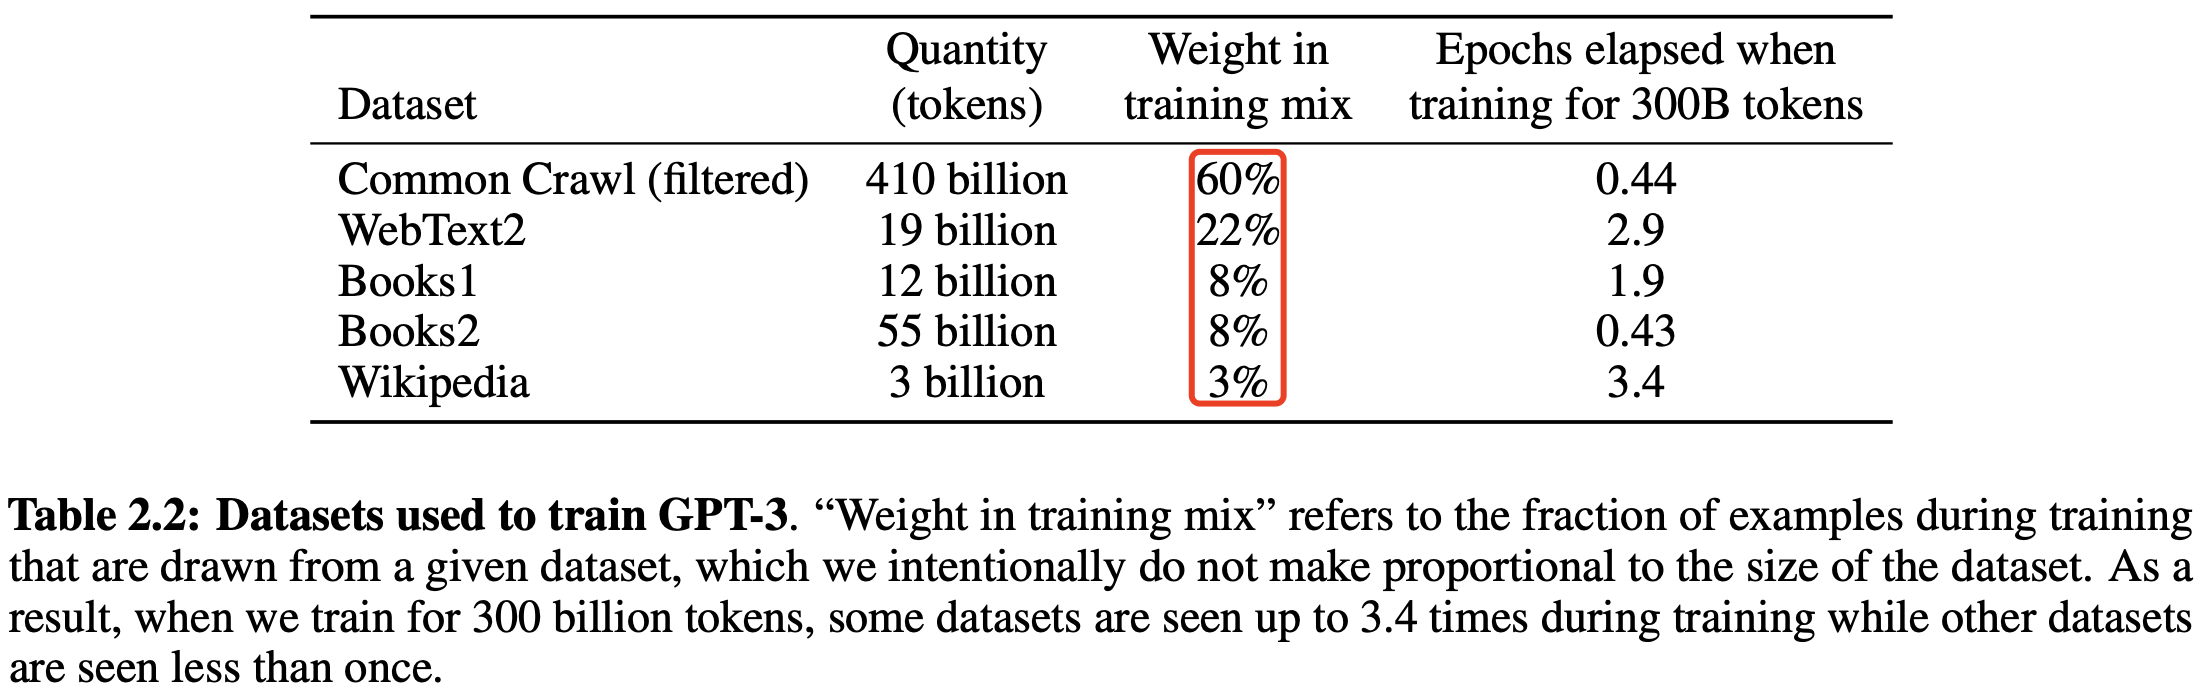 Dataset Quantity (tokens) Weight in training mix Epochs elapsed when training for 300B tokens
Common Crawl (filtered) 410 billion 60% 0.44
WebText2 19 billion 22% 2.9
Books1 12 billion 8% 1.9
Books2 55 billion 8% 0.43
Wikipedia 3 billion 3% 3.4
Table 2.2: Datasets used to train GPT-3. “Weight in training mix” refers to the fraction of examples during training
that are drawn from a given dataset, which we intentionally do not make proportional to the size of the dataset. As a
result, when we train for 300 billion tokens, some datasets are seen up to 3.4 times during training while other datasets
are seen less than once.